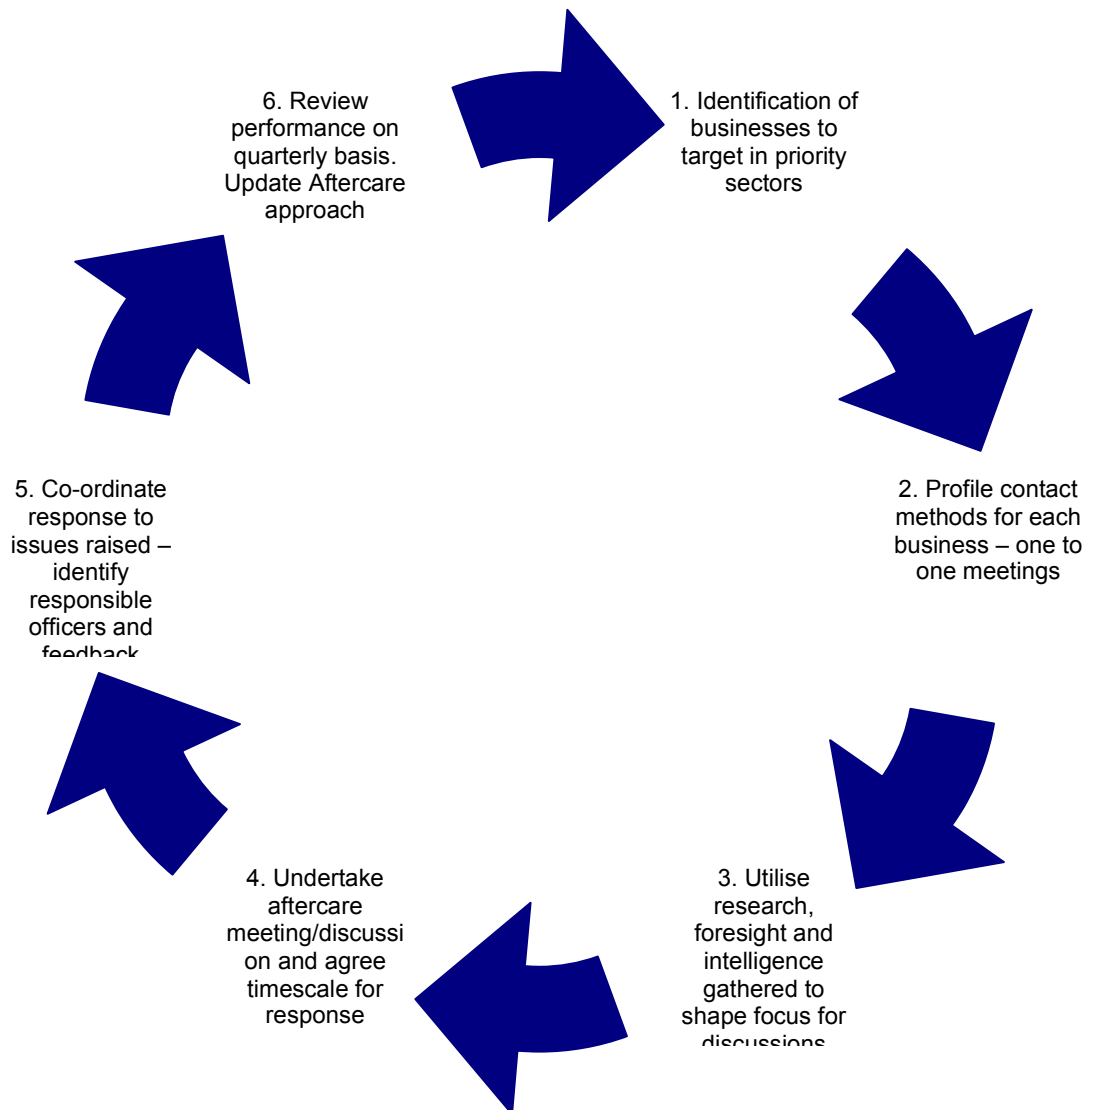 1. Identification of
businesses to
target in priority
sectors
2. Profile contact
methods for each
business – one to
one meetings
3. Utilise
research,
foresight and
intelligence
gathered to
shape focus for
discussions
4. Undertake
aftercare
meeting/discussi
on and agree
timescale for
response
5. Co-ordinate
response to
issues raised –
identify
responsible
officers and
feedback
6. Review
performance on
quarterly basis.
Update Aftercare
approach